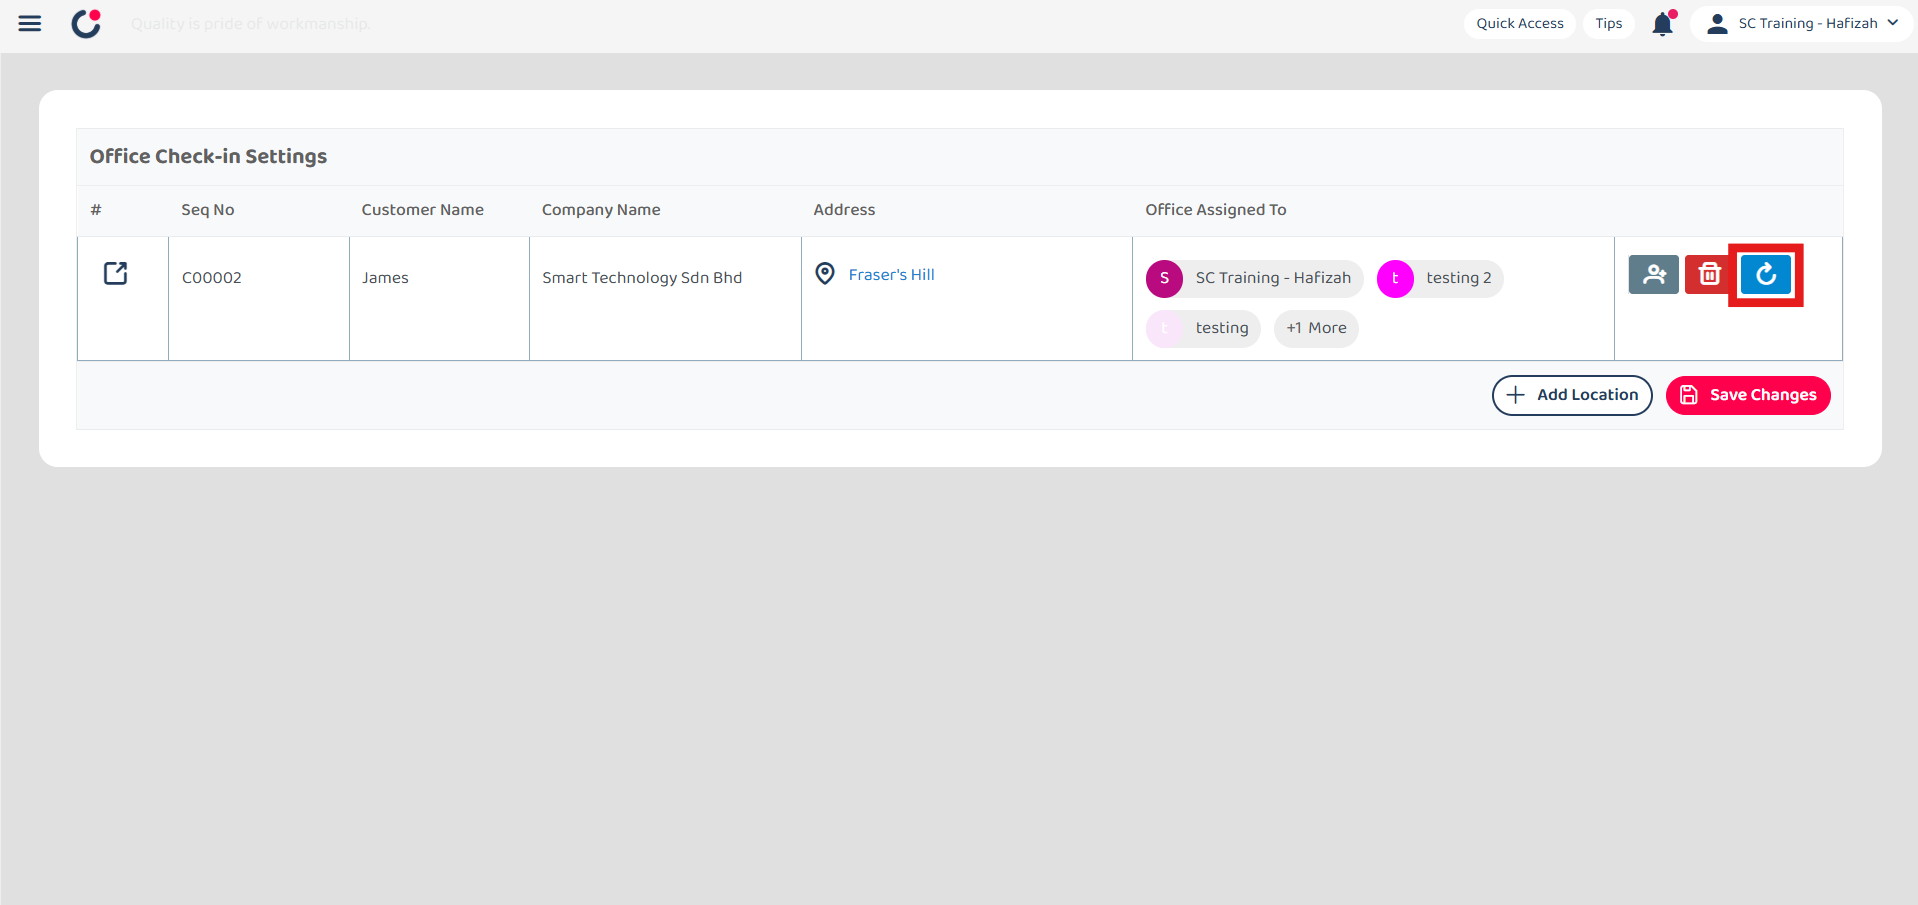 Quality is pride of workmanship.
Quick Access
Tips
SC Training - Hafizah
Office Check-in Settings
# Seq No Customer Name Company Name Address Office Assigned To
C00002 James Smart Technology Sdn Bhd Fraser's Hill S SC Training - Hafizah t testing 2
t testing +1 More
Add Location Save Changes